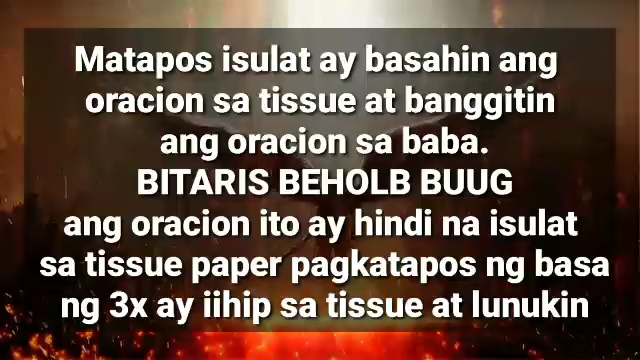 Matapos isulat ay basahin ang
oracion sa tissue at banggitin
ang oracion sa baba.
BITARIS BEHOLB BUUG
ang oracion ito ay hindi na isulat
sa tissue paper pagkatapos ng basa
ng 3x ay iihip sa tissue at lunukin